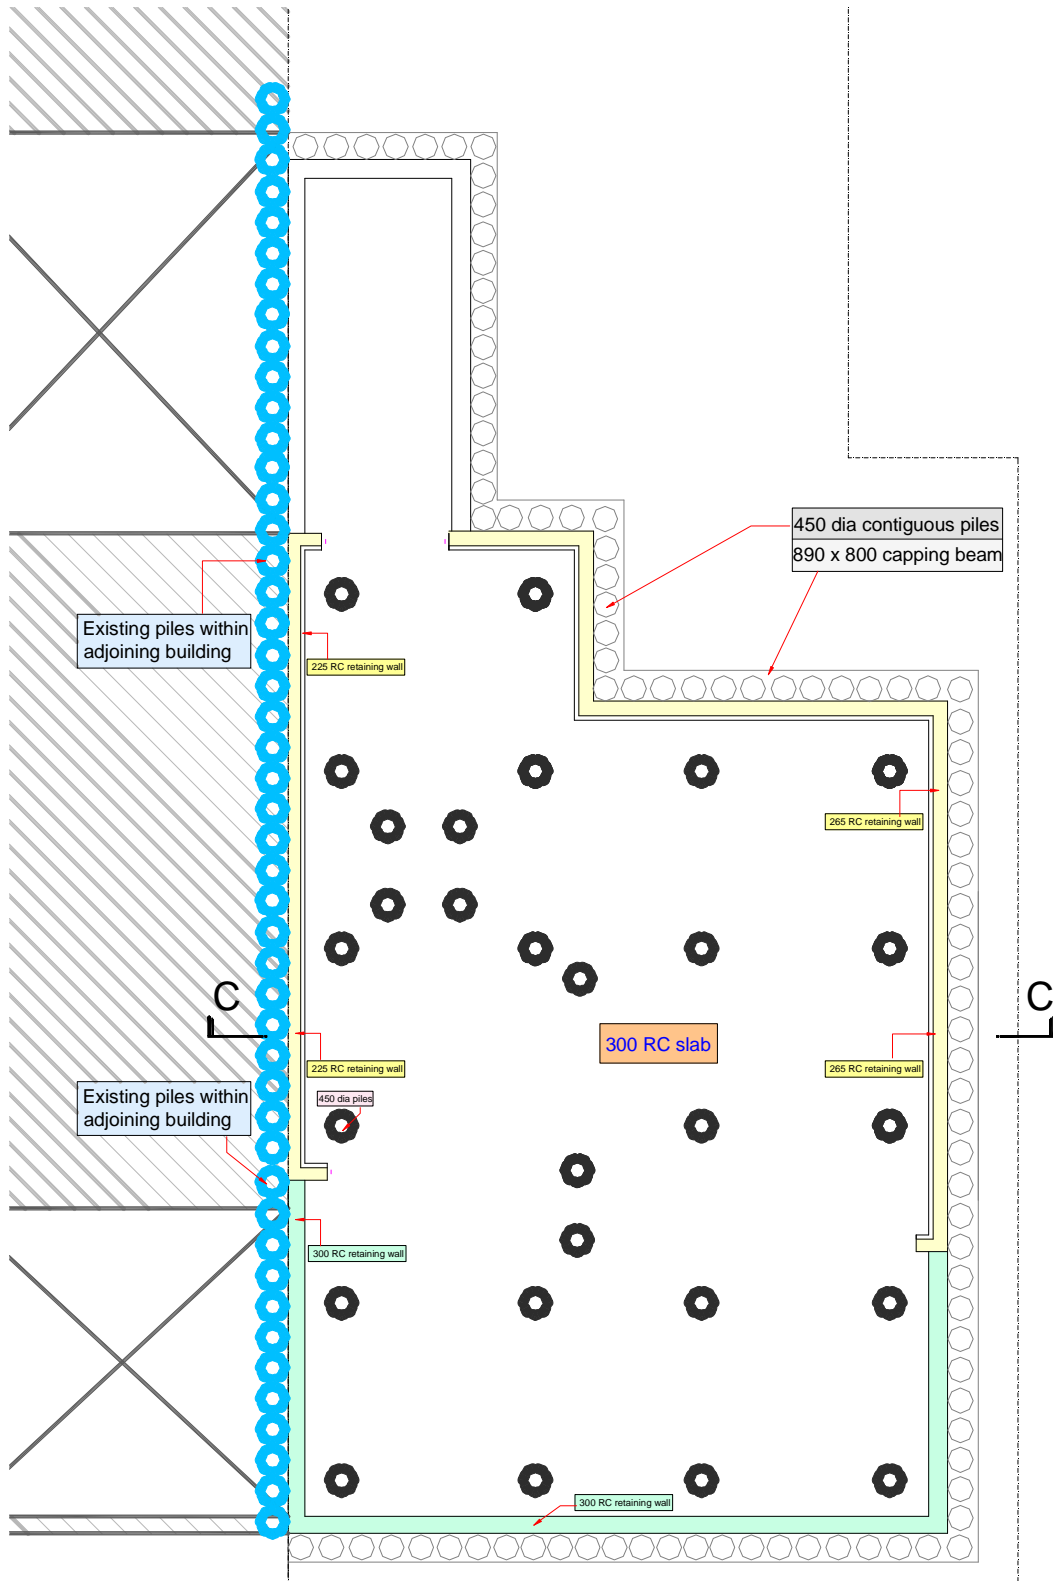 450 dia contiguous piles
890 x 800 capping beam
Existing piles within
adjoining building
225 RC retaining wall
265 RC retaining wall
C
C
300 RC slab
225 RC retaining wall
265 RC retaining wall
Existing piles within
adjoining building
450 dia piles
300 RC retaining wall
300 RC retaining wall